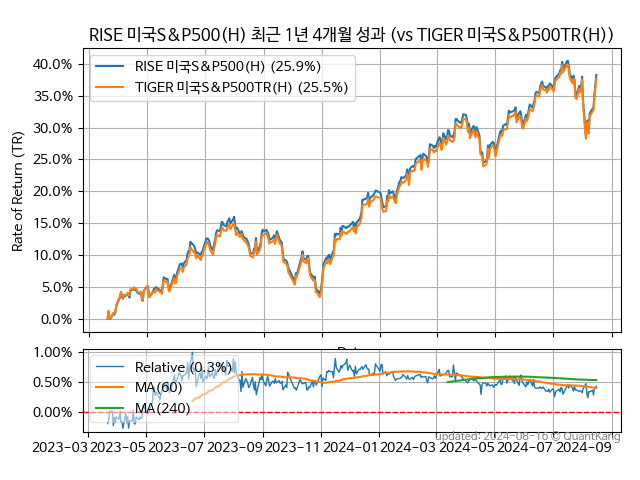 RISE 미국S&P500(H) 최근 1년 4개월 성과 (vs TIGER 미국S&P500TR(H))
RISE 미국S&P500(H) (25.9%)
TIGER 미국S&P500TR(H) (25.5%)
Rate of Return (TR)
40.0%
35.0%
30.0%
25.0%
20.0%
15.0%
10.0%
5.0%
0.0%
1.00%
0.50%
0.00%
Relative (0.3%)
MA(60)
MA(240)
updated: 2024-08-16 © QuantKang
2023-03 2023-05 2023-07 2023-09 2023-11 2024-01 2024-03 2024-05 2024-07 2024-09